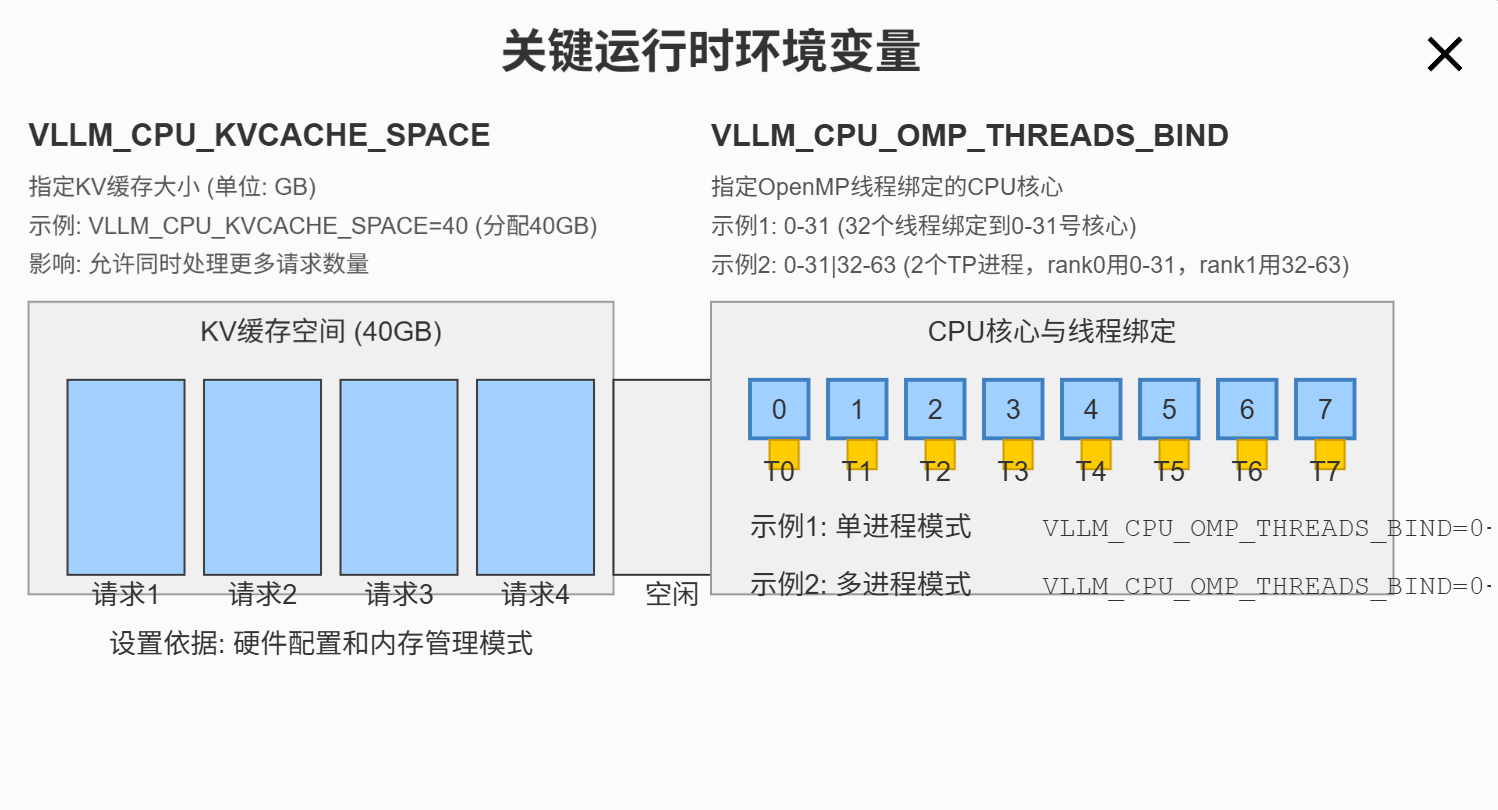 关键运行时环境变量
VLLM_CPU_KVCACHE_SPACE
指定KV缓存大小 (单位: GB)
示例: VLLM_CPU_KVCACHE_SPACE=40 (分配40GB)
影响: 允许同时处理更多请求数量
KV缓存空间 (40GB)
请求1
请求2
请求3
请求4
空闲
设置依据: 硬件配置和内存管理模式
VLLM_CPU_OMP_THREADS_BIND
指定OpenMP线程绑定的CPU核心
示例1: 0-31 (32个线程绑定到0-31号核心)
示例2: 0-31|32-63 (2个TP进程，rank0用0-31，rank1用32-63)
CPU核心与线程绑定
0 1 2 3 4 5 6 7
T0 T1 T2 T3 T4 T5 T6 T7
示例1: 单进程模式 VLLM_CPU_OMP_THREADS_BIND=0-
示例2: 多进程模式 VLLM_CPU_OMP_THREADS_BIND=0-